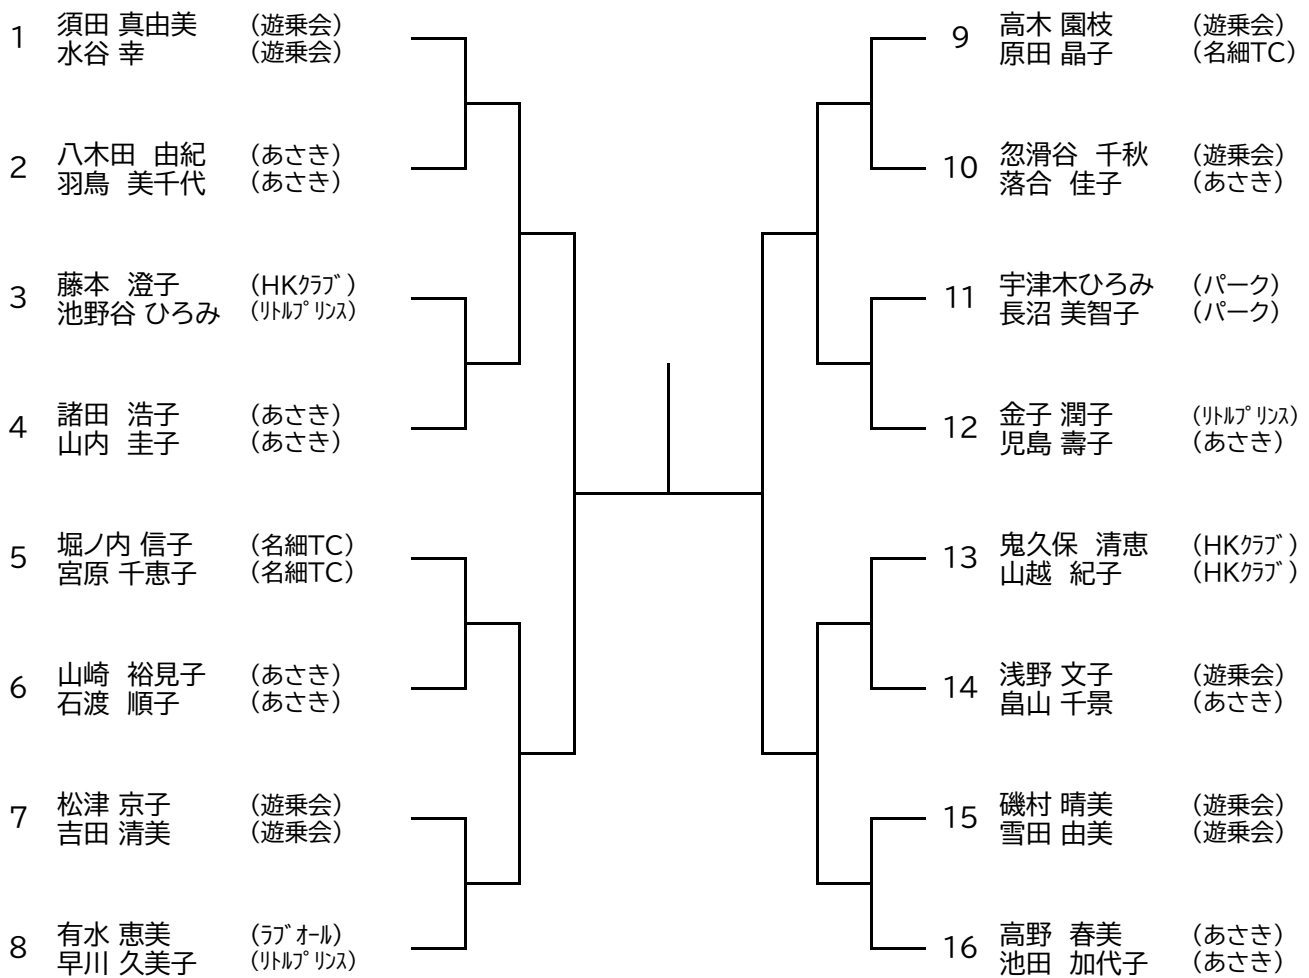 1 須田 真由美 (遊乗会)
水谷 幸 (遊乗会)
2 八木田 由紀 (あさき)
羽鳥 美千代 (あさき)
3 藤本 澄子 (HKｸﾗﾌﾞ)
池野谷 ひろみ (ﾘﾄﾙﾌﾟﾘﾝｽ)
4 諸田 浩子 (あさき)
山内 圭子 (あさき)
5 堀ノ内 信子 (名細TC)
宮原 千恵子 (名細TC)
6 山崎 裕見子 (あさき)
石渡 順子 (あさき)
7 松津 京子 (遊乗会)
吉田 清美 (遊乗会)
8 有水 恵美 (ﾗﾌﾞｵｰﾙ)
早川 久美子 (ﾘﾄﾙﾌﾟﾘﾝｽ)
9 高木 園枝 (遊乗会)
原田 晶子 (名細TC)
10 忽滑谷 千秋 (遊乗会)
落合 佳子 (あさき)
11 宇津木ひろみ (パーク)
長沼 美智子 (パーク)
12 金子 潤子 (ﾘﾄﾙﾌﾟﾘﾝｽ)
児島 壽子 (あさき)
13 鬼久保 清恵 (HKｸﾗﾌﾞ)
山越 紀子 (HKｸﾗﾌﾞ)
14 浅野 文子 (遊乗会)
畠山 千景 (あさき)
15 磯村 晴美 (遊乗会)
雪田 由美 (遊乗会)
16 高野 春美 (あさき)
池田 加代子 (あさき)